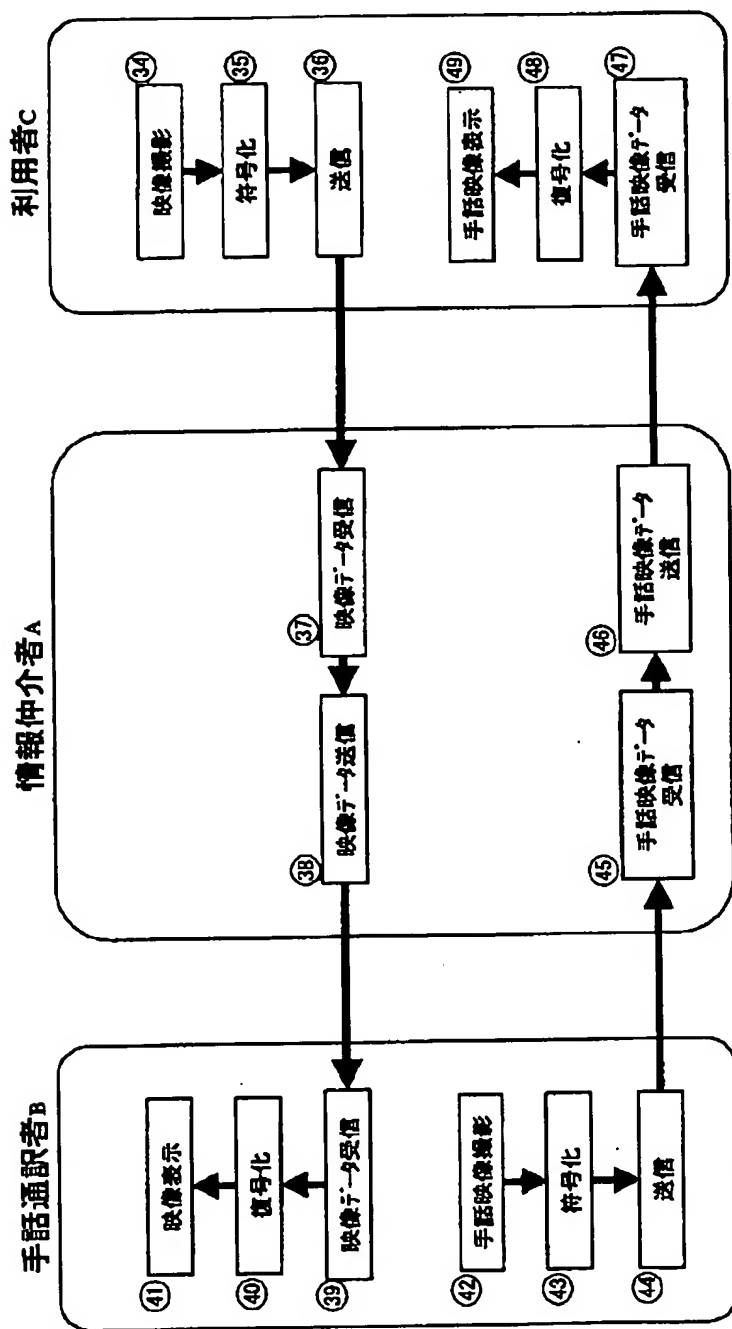 手話通訳者B
㊶
映像表示
㊵
復号化
㊴
映像データ受信
㊷
手話映像撮影
㊸
符号化
㊹
送信
情報仲介者A
㊲
映像データ受信
㊳
映像データ送信
㊺
手話映像データ
受信
㊻
手話映像データ
送信
利用者C
㉞
映像撮影
㉟
符号化
㊱
送信
㊾
手話映像表示
㊽
復号化
㊼
手話映像データ
受信